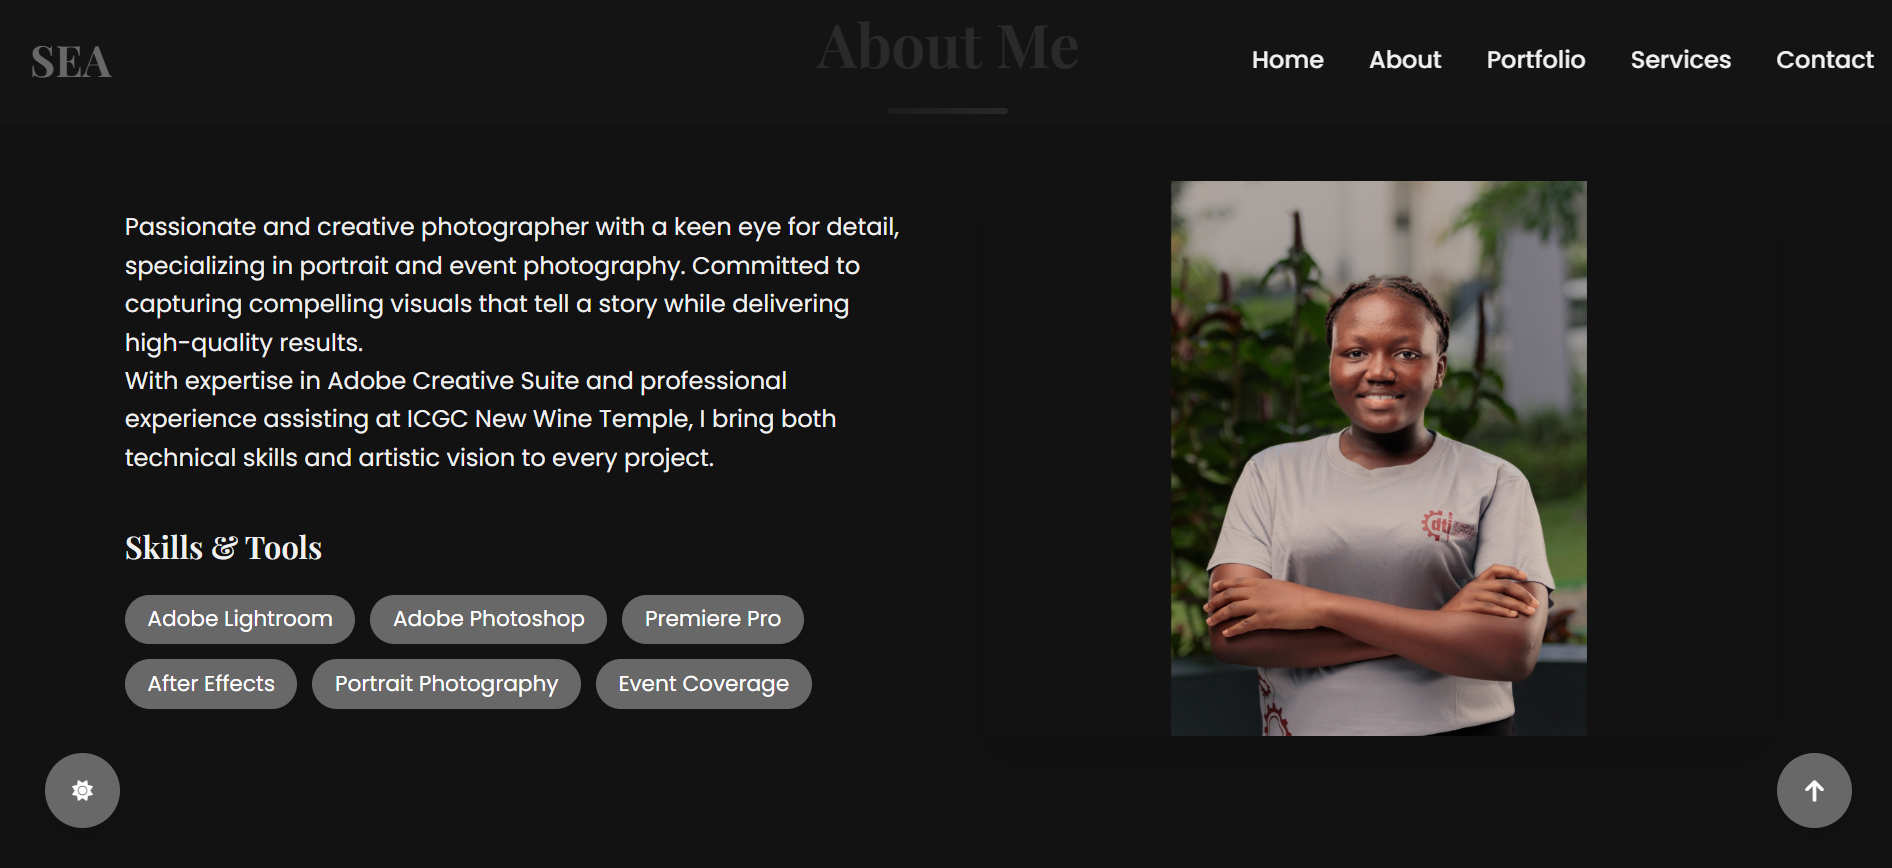 SEA
About Me
Home
About
Portfolio
Services
Contact
Passionate and creative photographer with a keen eye for detail,
specializing in portrait and event photography. Committed to
capturing compelling visuals that tell a story while delivering
high-quality results.
With expertise in Adobe Creative Suite and professional
experience assisting at ICGC New Wine Temple, I bring both
technical skills and artistic vision to every project.
Skills & Tools
Adobe Lightroom
Adobe Photoshop
Premiere Pro
After Effects
Portrait Photography
Event Coverage
dti